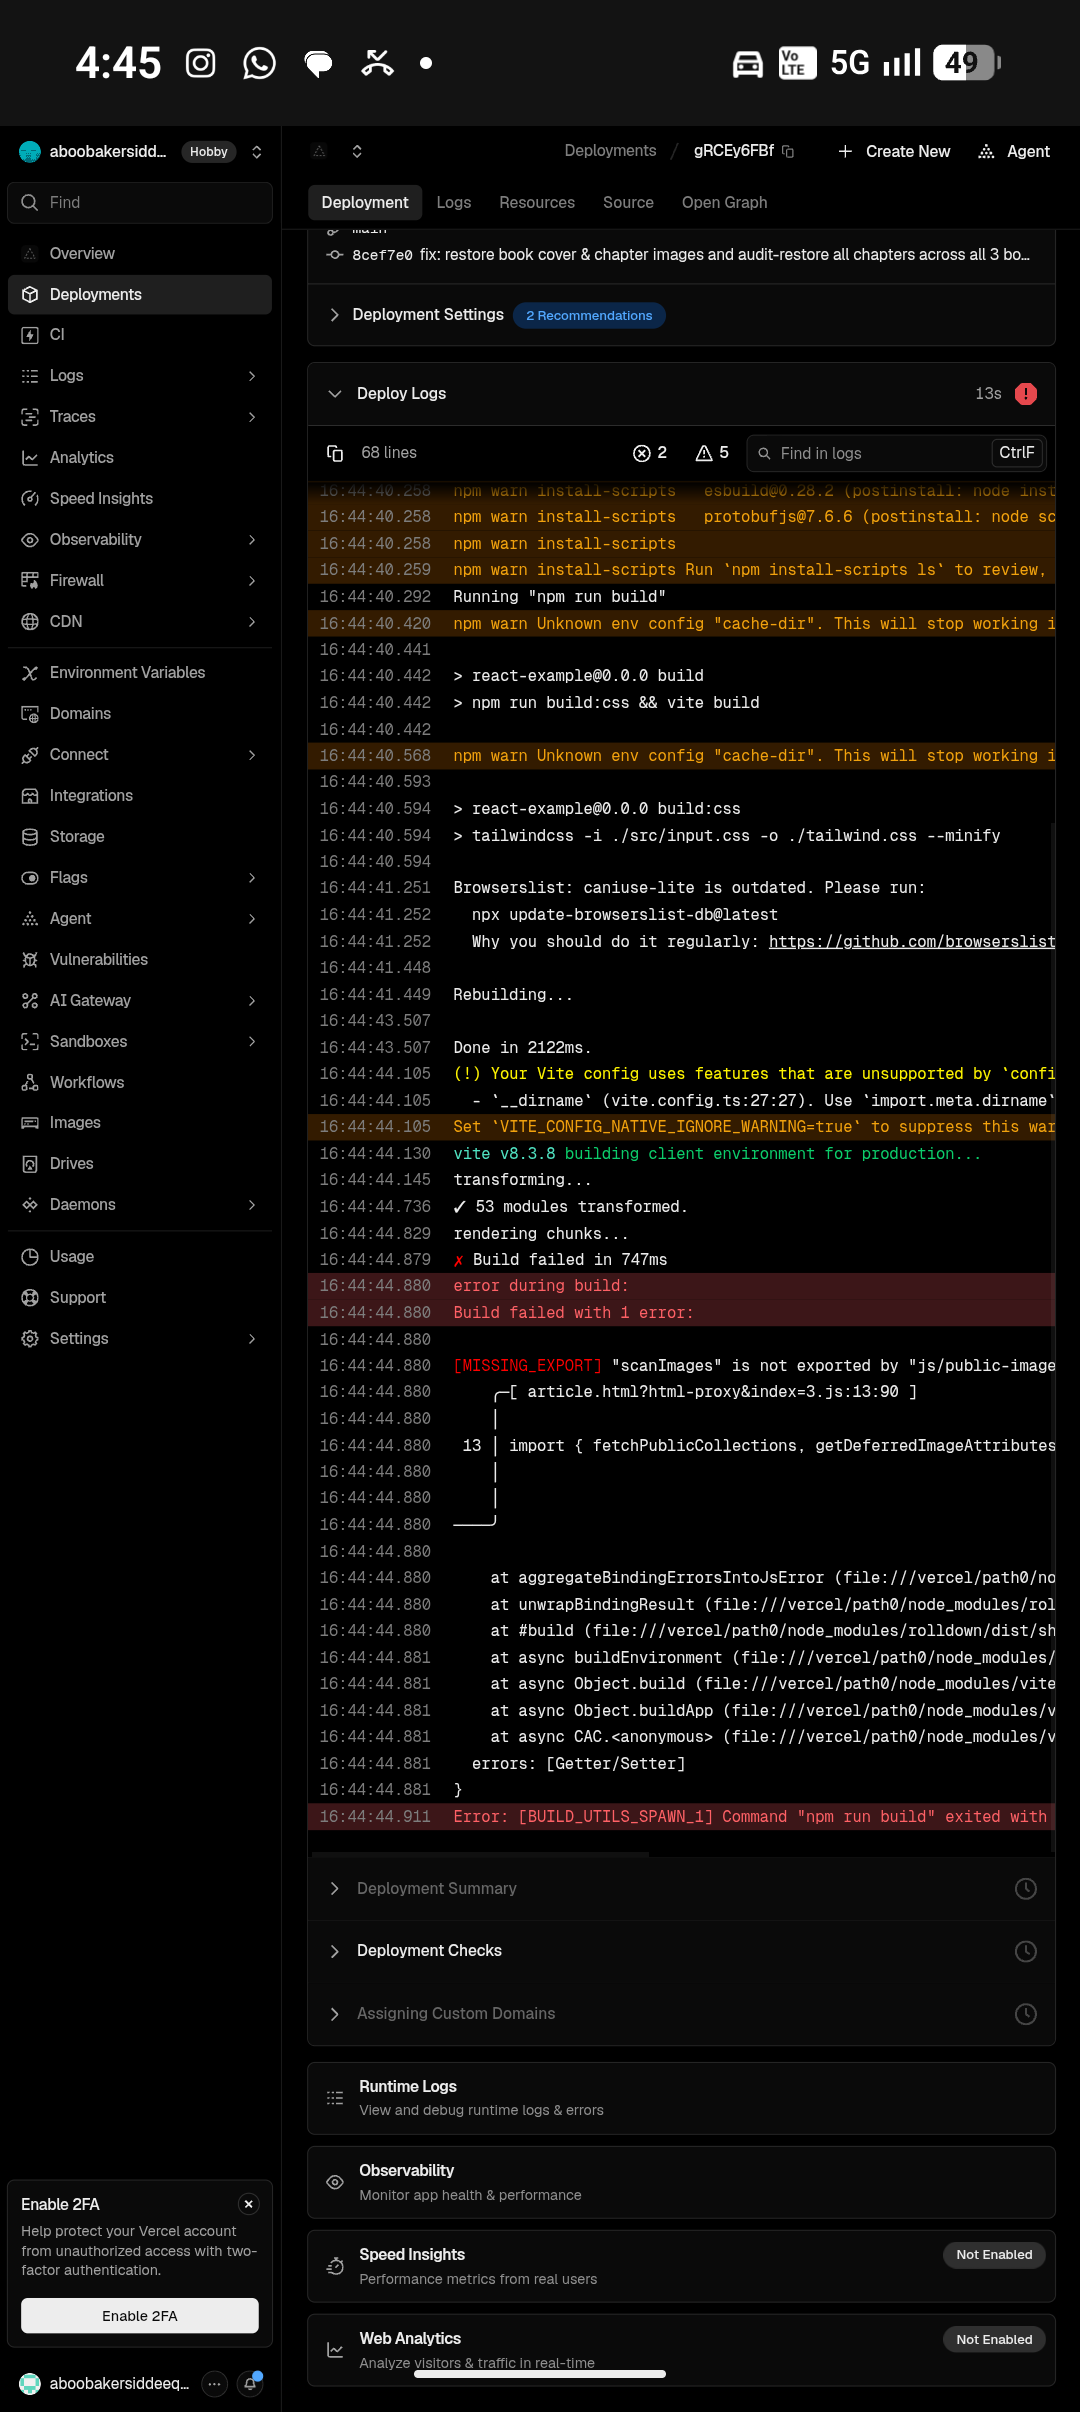 4:45
Vo LTE 5G 49
aboobakersidd... Hobby
Deployments / gRCEy6FBf
Create New
Agent
Find
Deployment Logs Resources Source Open Graph
Overview
Deployments
CI
Logs
Traces
Analytics
Speed Insights
Observability
Firewall
CDN
Environment Variables
Domains
Connect
Integrations
Storage
Flags
Agent
Vulnerabilities
AI Gateway
Sandboxes
Workflows
Images
Drives
Daemons
Usage
Support
Settings
Enable 2FA
Help protect your Vercel account
from unauthorized access with two-
factor authentication.
Enable 2FA
aboobakersiddeeq...
main
8cef7e0 fix: restore book cover & chapter images and audit-restore all chapters across all 3 bo...
Deployment Settings 2 Recommendations
Deploy Logs 13s
68 lines 2 5 Find in logs CtrlF
16:44:40.258 npm warn install-scripts esbuild@0.28.2 (postinstall: node inst
16:44:40.258 npm warn install-scripts protobufjs@7.6.6 (postinstall: node sc
16:44:40.258 npm warn install-scripts
16:44:40.259 npm warn install-scripts Run `npm install-scripts ls` to review,
16:44:40.292 Running "npm run build"
16:44:40.420 npm warn Unknown env config "cache-dir". This will stop working i
16:44:40.441
16:44:40.442 > react-example@0.0.0 build
16:44:40.442 > npm run build:css && vite build
16:44:40.442
16:44:40.568 npm warn Unknown env config "cache-dir". This will stop working i
16:44:40.593
16:44:40.594 > react-example@0.0.0 build:css
16:44:40.594 > tailwindcss -i ./src/input.css -o ./tailwind.css --minify
16:44:40.594
16:44:41.251 Browserslist: caniuse-lite is outdated. Please run:
16:44:41.252 npx update-browserslist-db@latest
16:44:41.252 Why you should do it regularly: https://github.com/browserslist
16:44:41.448
16:44:41.449 Rebuilding...
16:44:43.507
16:44:43.507 Done in 2122ms.
16:44:44.105 (!) Your Vite config uses features that are unsupported by `confi
16:44:44.105 - `__dirname` (vite.config.ts:27:27). Use `import.meta.dirname`
16:44:44.105 Set `VITE_CONFIG_NATIVE_IGNORE_WARNING=true` to suppress this war
16:44:44.130 vite v8.3.8 building client environment for production...
16:44:44.145 transforming...
16:44:44.736 ✓ 53 modules transformed.
16:44:44.829 rendering chunks...
16:44:44.879 ✗ Build failed in 747ms
16:44:44.880 error during build:
16:44:44.880 Build failed with 1 error:
16:44:44.880
16:44:44.880 [MISSING_EXPORT] "scanImages" is not exported by "js/public-image
16:44:44.880 ╭─[ article.html?html-proxy&index=3.js:13:90 ]
16:44:44.880 │
16:44:44.880 13 │ import { fetchPublicCollections, getDeferredImageAttributes
16:44:44.880 │
16:44:44.880 │
16:44:44.880 ────╯
16:44:44.880
16:44:44.880 at aggregateBindingErrorsIntoJsError (file:///vercel/path0/no
16:44:44.880 at unwrapBindingResult (file:///vercel/path0/node_modules/rol
16:44:44.880 at #build (file:///vercel/path0/node_modules/rolldown/dist/sh
16:44:44.881 at async buildEnvironment (file:///vercel/path0/node_modules/
16:44:44.881 at async Object.build (file:///vercel/path0/node_modules/vite
16:44:44.881 at async Object.buildApp (file:///vercel/path0/node_modules/v
16:44:44.881 at async CAC.<anonymous> (file:///vercel/path0/node_modules/v
16:44:44.881 errors: [Getter/Setter]
16:44:44.881 }
16:44:44.911 Error: [BUILD_UTILS_SPAWN_1] Command "npm run build" exited with
Deployment Summary
Deployment Checks
Assigning Custom Domains
Runtime Logs
View and debug runtime logs & errors
Observability
Monitor app health & performance
Speed Insights Not Enabled
Performance metrics from real users
Web Analytics Not Enabled
Analyze visitors & traffic in real-time